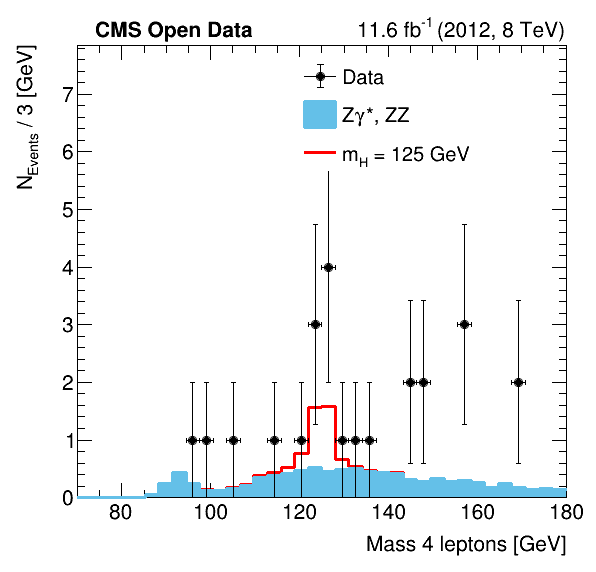 CMS Open Data
11.6 fb⁻¹ (2012, 8 TeV)
N_Events / 3 [GeV]
7
6
5
4
3
2
1
0
Data
Zγ*, ZZ
m_H = 125 GeV
80 100 120 140 160 180
Mass 4 leptons [GeV]